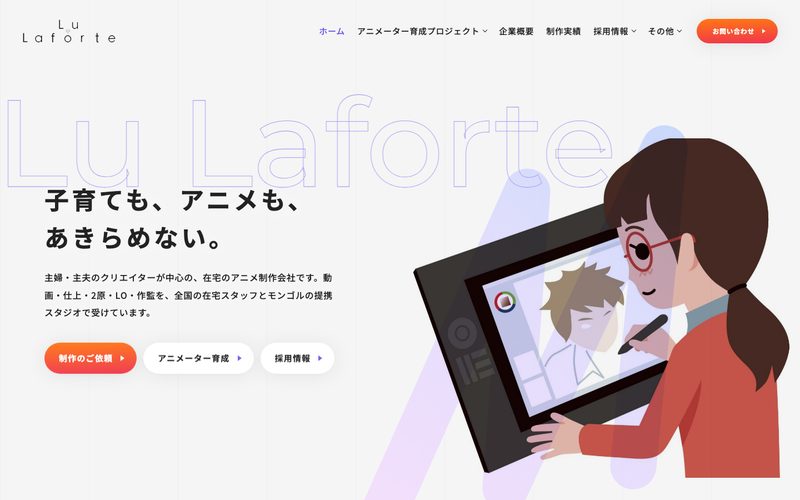 Lu
Laforte
ホーム
アニメーター育成プロジェクト
企業概要
制作実績
採用情報
その他
お問い合わせ
Lu Laforte
子育ても、アニメも、
あきらめない。
主婦・主夫のクリエイターが中心の、在宅のアニメ制作会社です。動
画・仕上・2原・LO・作監を、全国の在宅スタッフとモンゴルの提携
スタジオで受けています。
制作のご依頼
アニメーター育成
採用情報